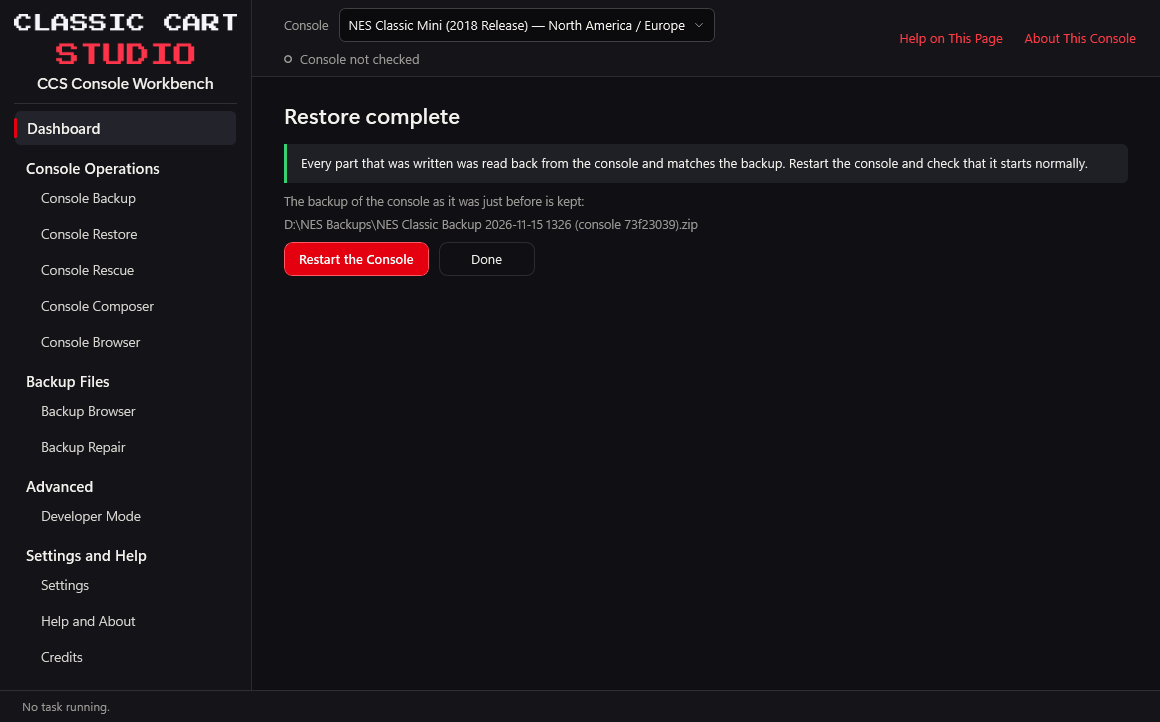 CLASSIC CART
STUDIO
CCS Console Workbench
Dashboard
Console Operations
Console Backup
Console Restore
Console Rescue
Console Composer
Console Browser
Backup Files
Backup Browser
Backup Repair
Advanced
Developer Mode
Settings and Help
Settings
Help and About
Credits
Console
NES Classic Mini (2018 Release) — North America / Europe
Console not checked
Help on This Page
About This Console
Restore complete
Every part that was written was read back from the console and matches the backup. Restart the console and check that it starts normally.
The backup of the console as it was just before is kept:
D:\NES Backups\NES Classic Backup 2026-11-15 1326 (console 73f23039).zip
Restart the Console
Done
No task running.